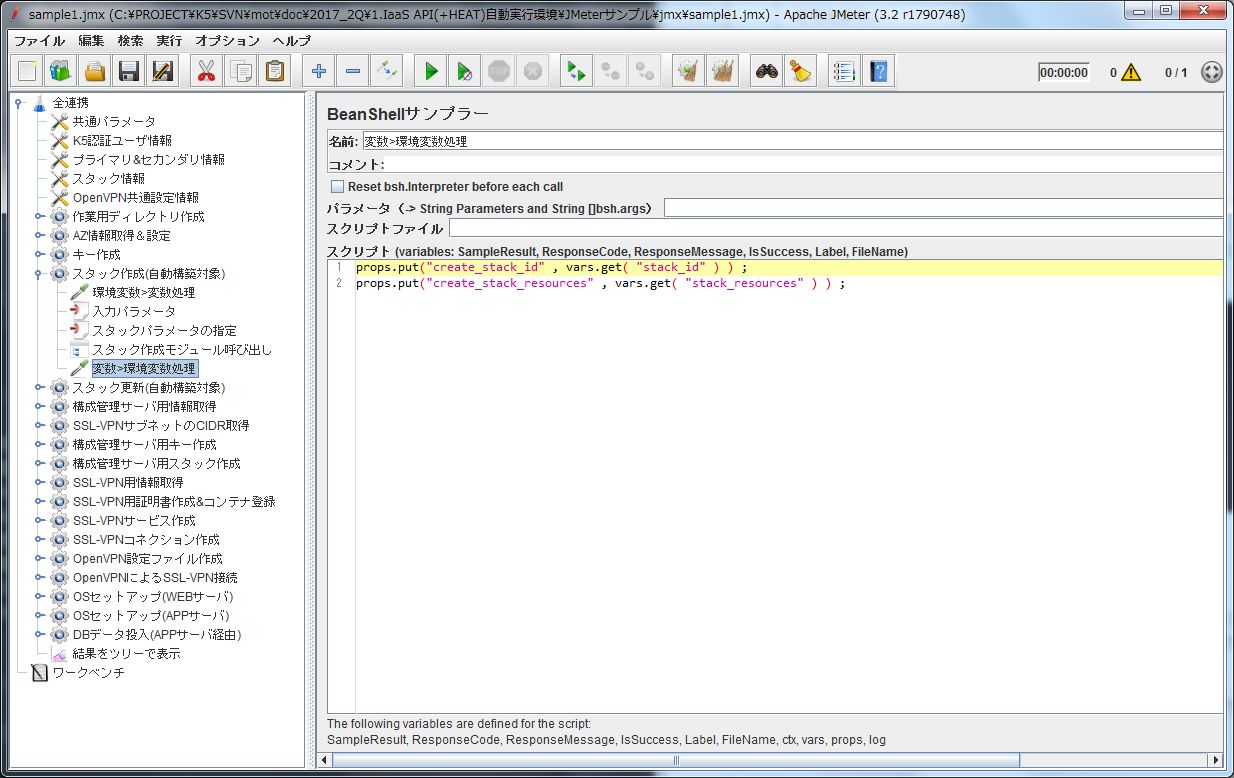 sample1.jmx (C:¥PROJECT¥K5¥SVN¥mot¥doc¥2017_2Q¥1.IaaS API(+HEAT)自動実行環境¥JMeterサンプル¥jmx¥sample1.jmx) - Apache JMeter (3.2 r1790748)
ファイル 編集 検索 実行 オプション ヘルプ
STOP 00:00:00 0 0 / 1
全連携
共通パラメータ
K5認証ユーザ情報
プライマリ&セカンダリ情報
スタック情報
OpenVPN共通設定情報
作業用ディレクトリ作成
AZ情報取得&設定
キー作成
スタック作成(自動構築対象)
環境変数>変数処理
入力パラメータ
スタックパラメータの指定
スタック作成モジュール呼び出し
変数>環境変数処理
スタック更新(自動構築対象)
構成管理サーバ用情報取得
SSL-VPNサブネットのCIDR取得
構成管理サーバ用キー作成
構成管理サーバ用スタック作成
SSL-VPN用情報取得
SSL-VPN用証明書作成&コンテナ登録
SSL-VPNサービス作成
SSL-VPNコネクション作成
OpenVPN設定ファイル作成
OpenVPNによるSSL-VPN接続
OSセットアップ(WEBサーバ)
OSセットアップ(APPサーバ)
DBデータ投入(APPサーバ経由)
結果をツリーで表示
ワークベンチ
BeanShellサンプラー
名前: 変数>環境変数処理
コメント:
Reset bsh.Interpreter before each call
パラメータ（-> String Parameters and String []bsh.args）
スクリプトファイル
スクリプト (variables: SampleResult, ResponseCode, ResponseMessage, IsSuccess, Label, FileName)
1 props.put("create_stack_id" , vars.get( "stack_id" ) ) ;
2 props.put("create_stack_resources" , vars.get( "stack_resources" ) ) ;
The following variables are defined for the script:
SampleResult, ResponseCode, ResponseMessage, IsSuccess, Label, FileName, ctx, vars, props, log